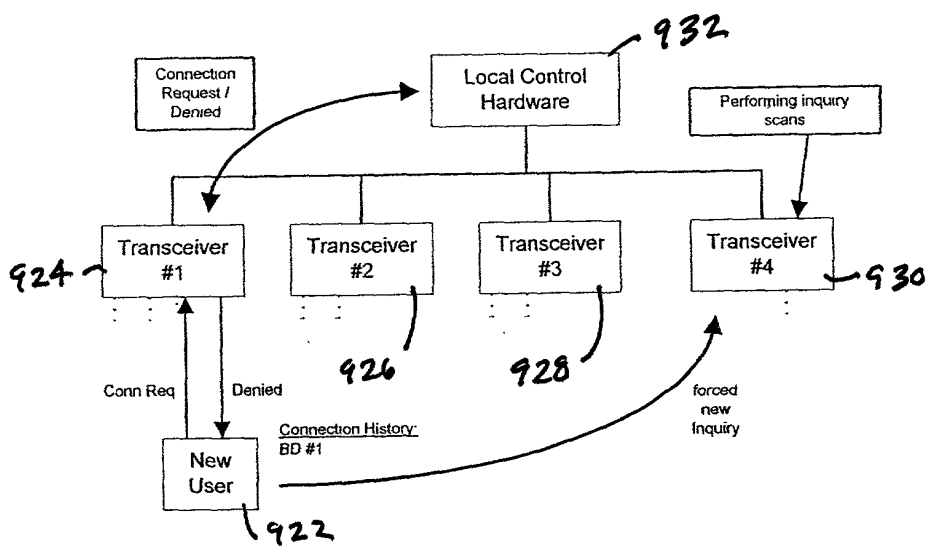 932
Connection
Request /
Denied
Local Control
Hardware
Performing inquiry
scans
Transceiver
#1
Transceiver
#2
Transceiver
#3
Transceiver
#4
924
926
928
930
Conn Req
Denied
Connection History:
BD #1
forced
new
Inquiry
New
User
922